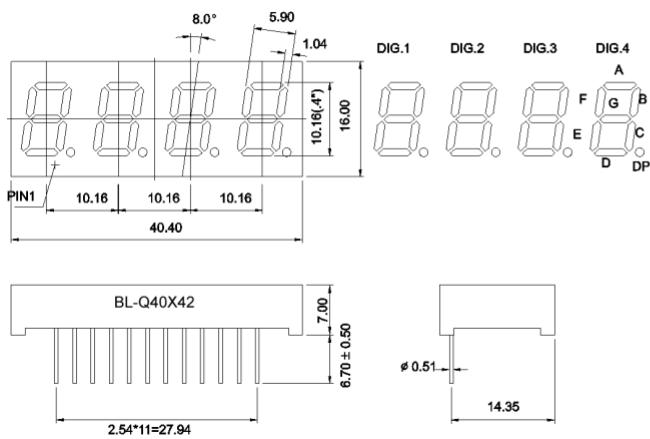 8.0°
5.90
1.04
DIG.1 DIG.2 DIG.3 DIG.4
A
F G B
E C
D DP
10.16(.4")
16.00
PIN1
10.16 10.16 10.16
40.40
BL-Q40X42
7.00
6.70 ± 0.50
ø 0.51
14.35
2.54*11=27.94